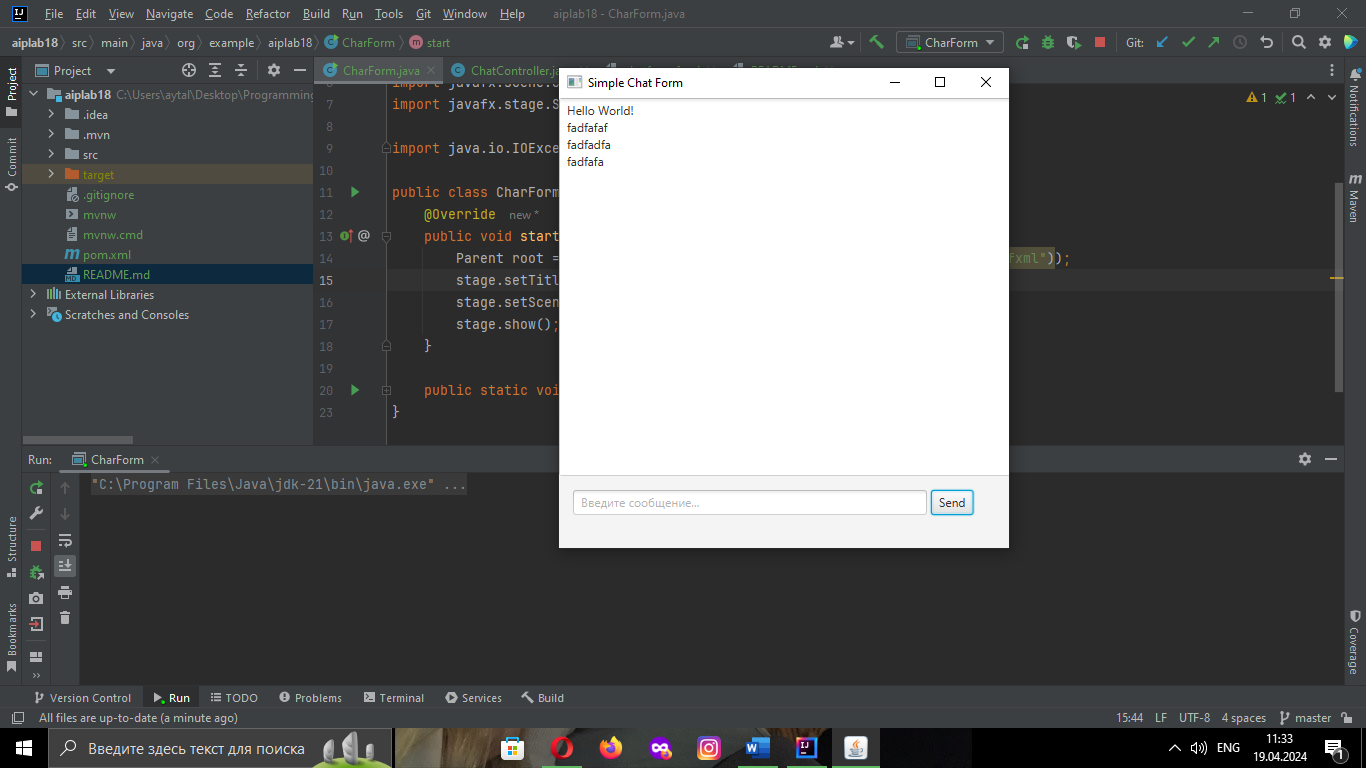 File Edit View Navigate Code Refactor Build Run Tools Git Window Help aiplab18 - CharForm.java
aiplab18 src main java org example aiplab18 CharForm start CharForm Git:
Project CharForm.java ChatController.ja
Simple Chat Form
aiplab18 C:\Users\aytal\Desktop\Programming
.idea
.mvn
src
target
.gitignore
mvnw
mvnw.cmd
pom.xml
README.md
External Libraries
Scratches and Consoles
7 import javafx.stage.S
8
9 import java.io.IOExce
10
11 public class CharForm
12 @Override new *
13 public void start
14 Parent root = fxml"));
15 stage.setTitl
16 stage.setScen
17 stage.show();
18 }
19
20 public static voi
23 }
1 1
Hello World!
fadfafaf
fadfadfa
fadfafa
Введите сообщение...
Send
Project
Commit
Structure
Bookmarks
Notifications
Maven
Coverage
Run: CharForm
"C:\Program Files\Java\jdk-21\bin\java.exe" ...
Version Control Run TODO Problems Terminal Services Build
All files are up-to-date (a minute ago) 15:44 LF UTF-8 4 spaces master
Введите здесь текст для поиска
ENG
11:33
19.04.2024
1